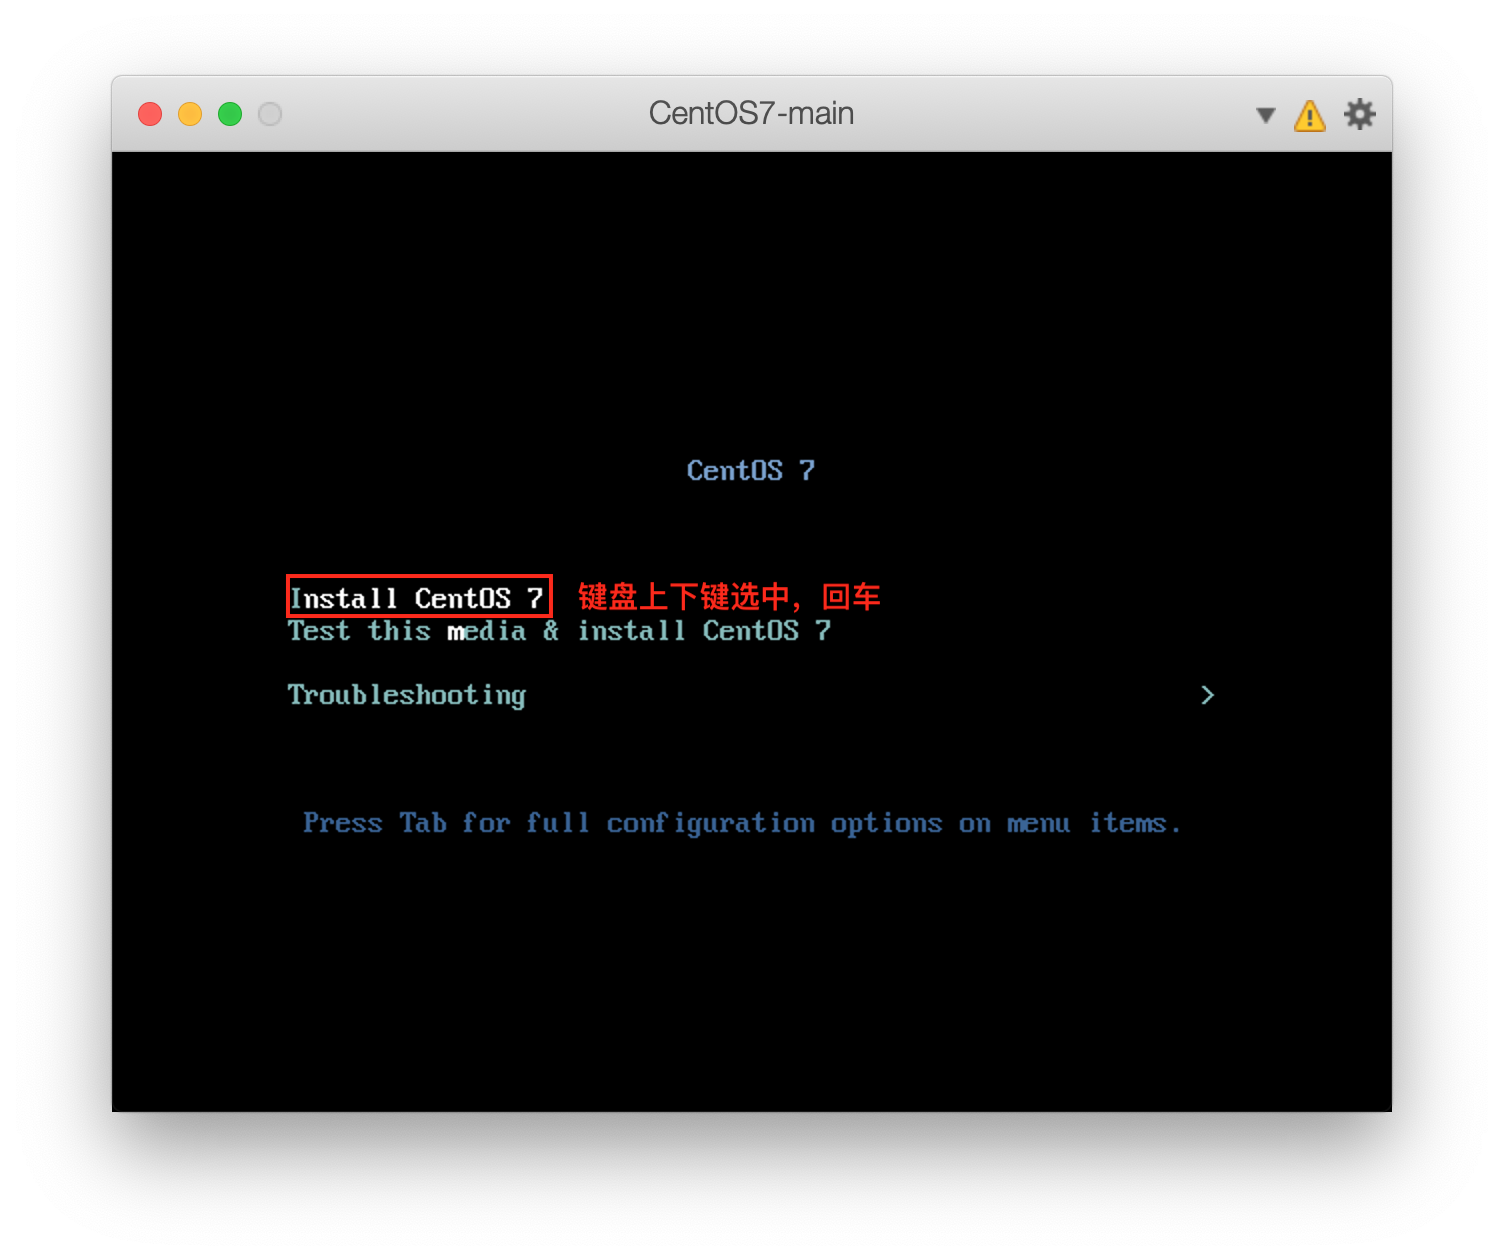 CentOS7-main
CentOS 7
Install CentOS 7 键盘上下键选中，回车
Test this media & install CentOS 7
Troubleshooting >
Press Tab for full configuration options on menu items.